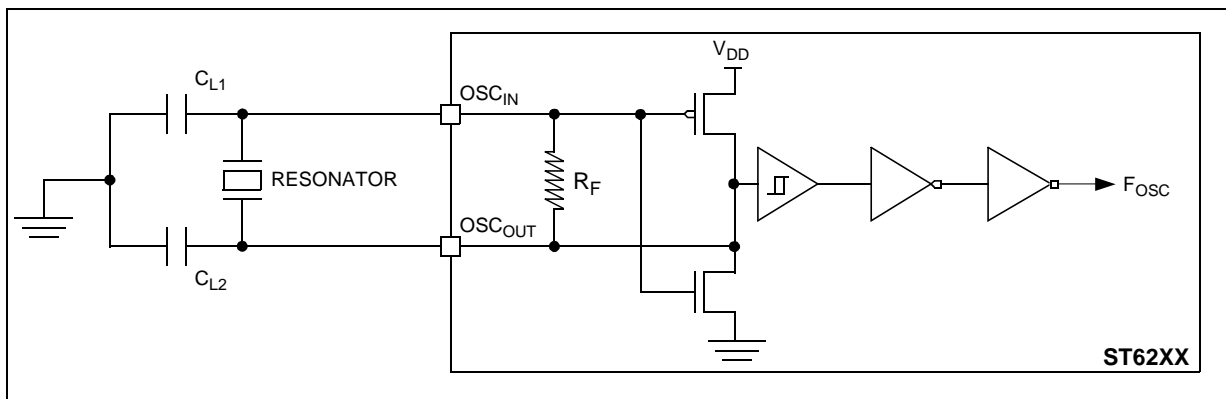 V_DD
C_L1
OSC_IN
RESONATOR
R_F
F_OSC
OSC_OUT
C_L2
ST62XX